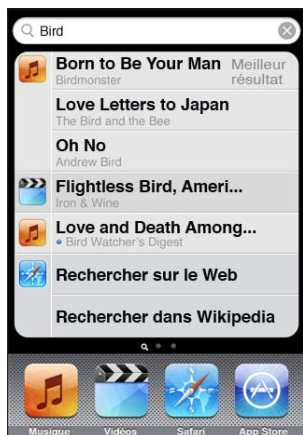 Bird
Born to Be Your Man Meilleur
Birdmonster résultat
Love Letters to Japan
The Bird and the Bee
Oh No
Andrew Bird
Flightless Bird, Ameri...
Iron & Wine
Love and Death Among...
Bird Watcher's Digest
Rechercher sur le Web
Rechercher dans Wikipedia
Musique Vidéos Safari App Store